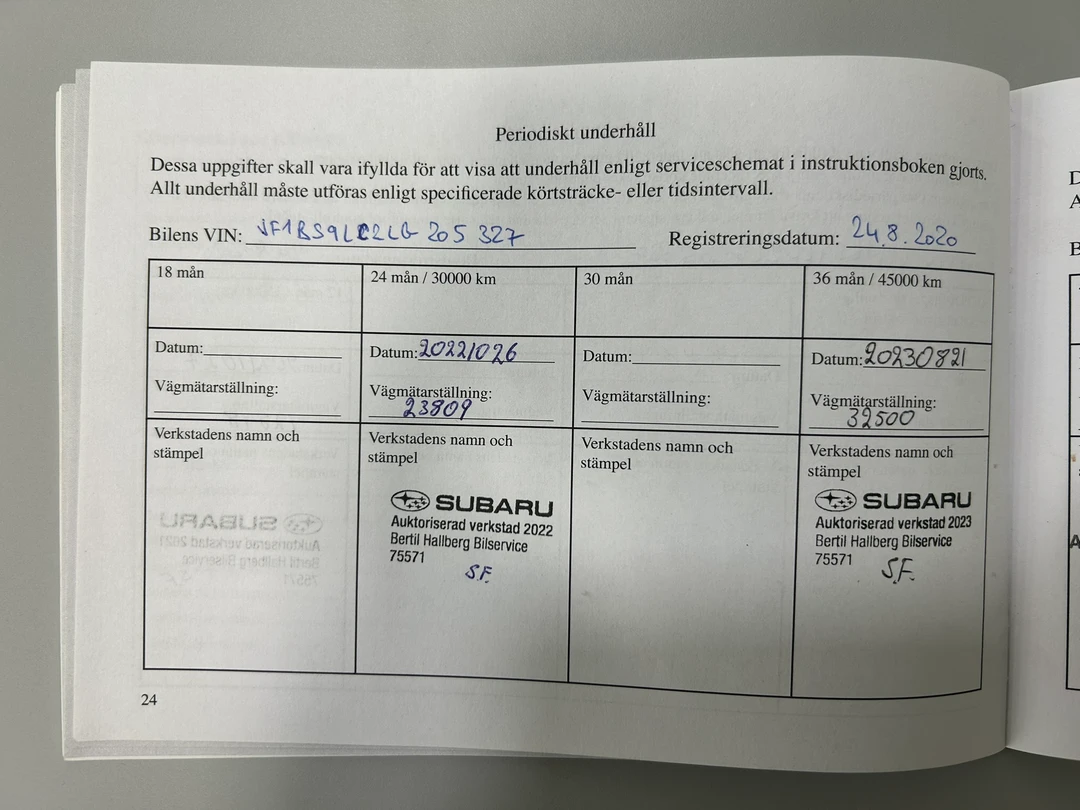 Periodiskt underhåll
Dessa uppgifter skall vara ifyllda för att visa att underhåll enligt serviceschemat i instruktionsboken gjorts.
Allt underhåll måste utföras enligt specificerade körtsträcke- eller tidsintervall.
Bilens VIN: JF1BS9LC2LG 205 327 Registreringsdatum: 24.8.2020
18 mån
Datum:
Vägmätarställning:
Verkstadens namn och
stämpel
24 mån / 30000 km
Datum: 20221026
Vägmätarställning:
23809
Verkstadens namn och
stämpel
SUBARU
Auktoriserad verkstad 2022
Bertil Hallberg Bilservice
75571
S.F.
30 mån
Datum:
Vägmätarställning:
Verkstadens namn och
stämpel
36 mån / 45000 km
Datum: 20230821
Vägmätarställning:
32500
Verkstadens namn och
stämpel
SUBARU
Auktoriserad verkstad 2023
Bertil Hallberg Bilservice
75571
S.F.
24